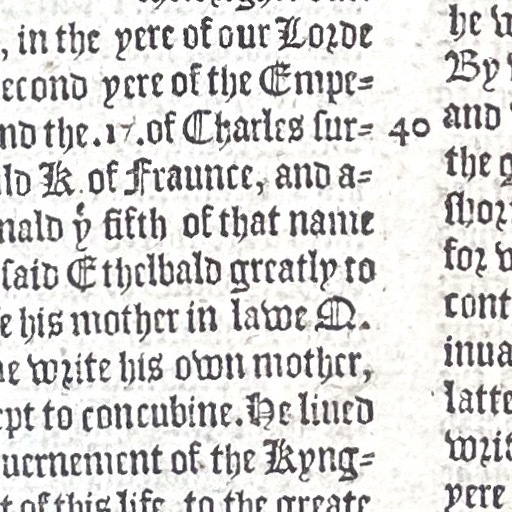 , in the yere of our Lorde
econd yere of the Empe=
nd the .17. of Charles sur=
ld K. of Fraunce, and a=
nald yͤ fifth of that name
said Ethelbald greatly to
e his mother in lawe M.
e write his own mother,
ept to concubine. He liued
uernement of the Kyng=
t of this life, to the greate
40
he w
By
and
the g
shor
for w
cont
inua
latte
writ
yere